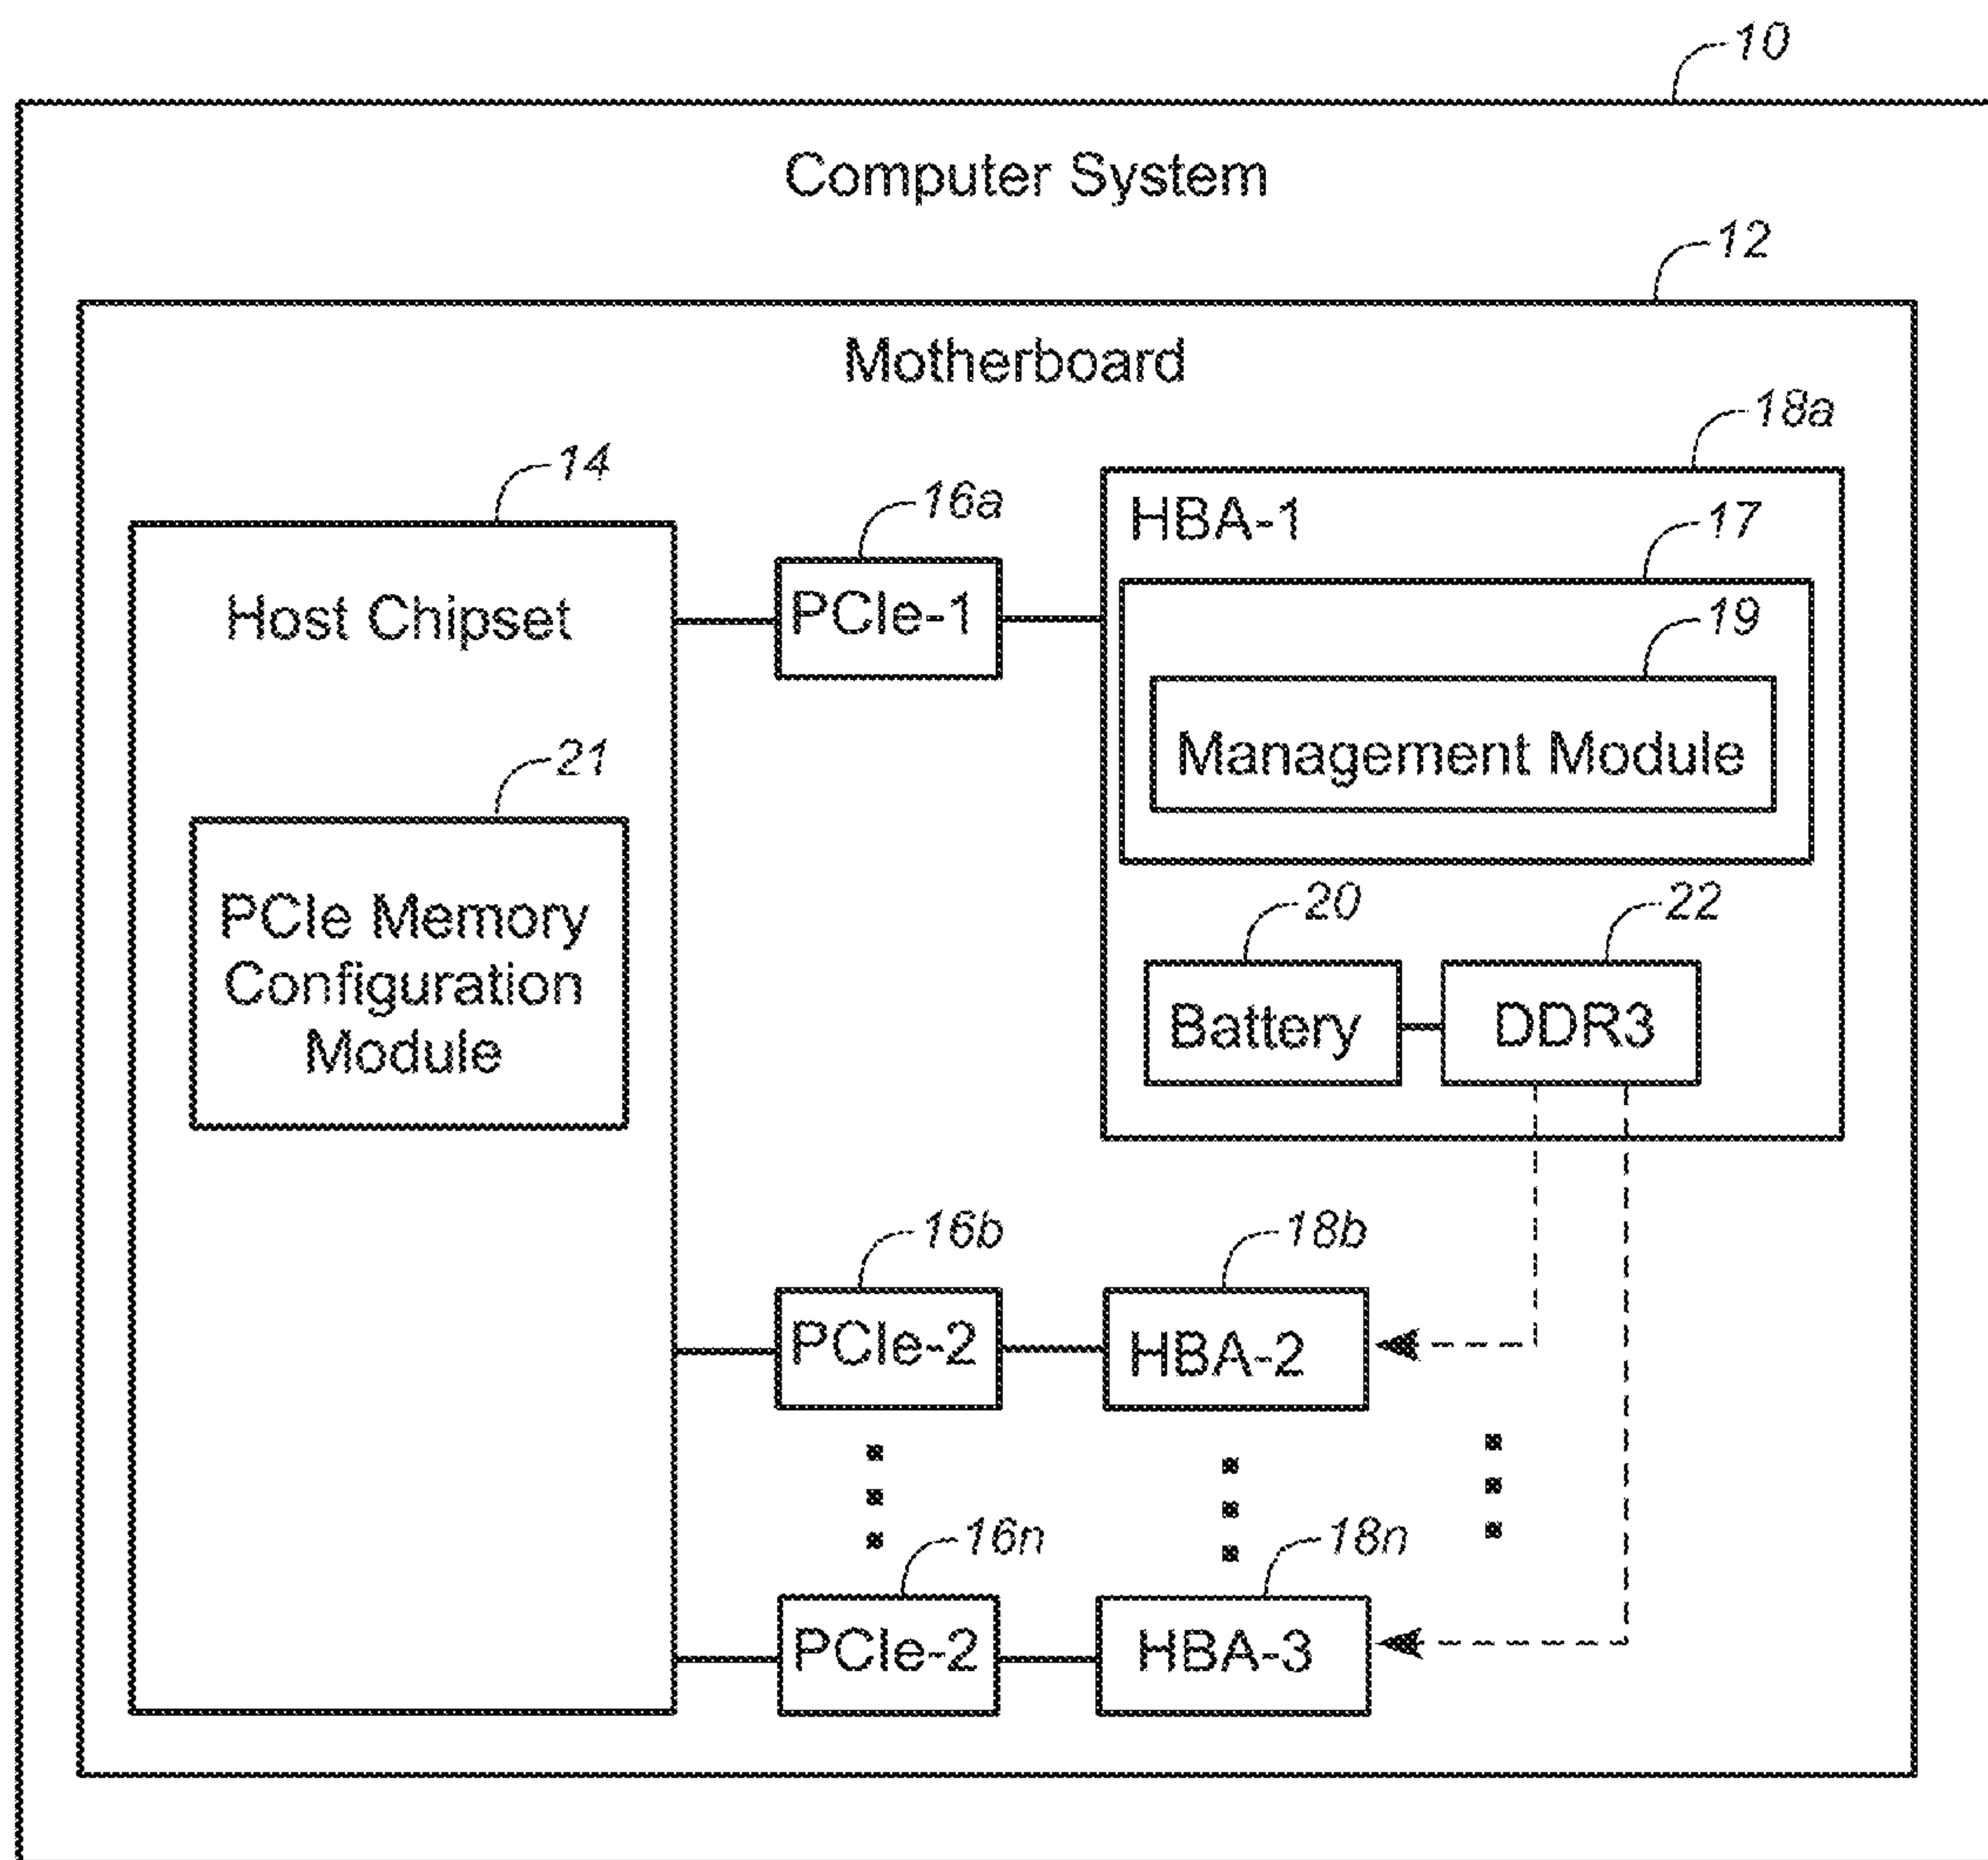 10
Computer System
12
Motherboard
18a
14
16a
HBA-1
17
Host Chipset
PCIe-1
19
Management Module
21
PCIe Memory
Configuration
Module
20
22
Battery
DDR3
16b
18b
PCIe-2
HBA-2
16n
18n
PCIe-2
HBA-3